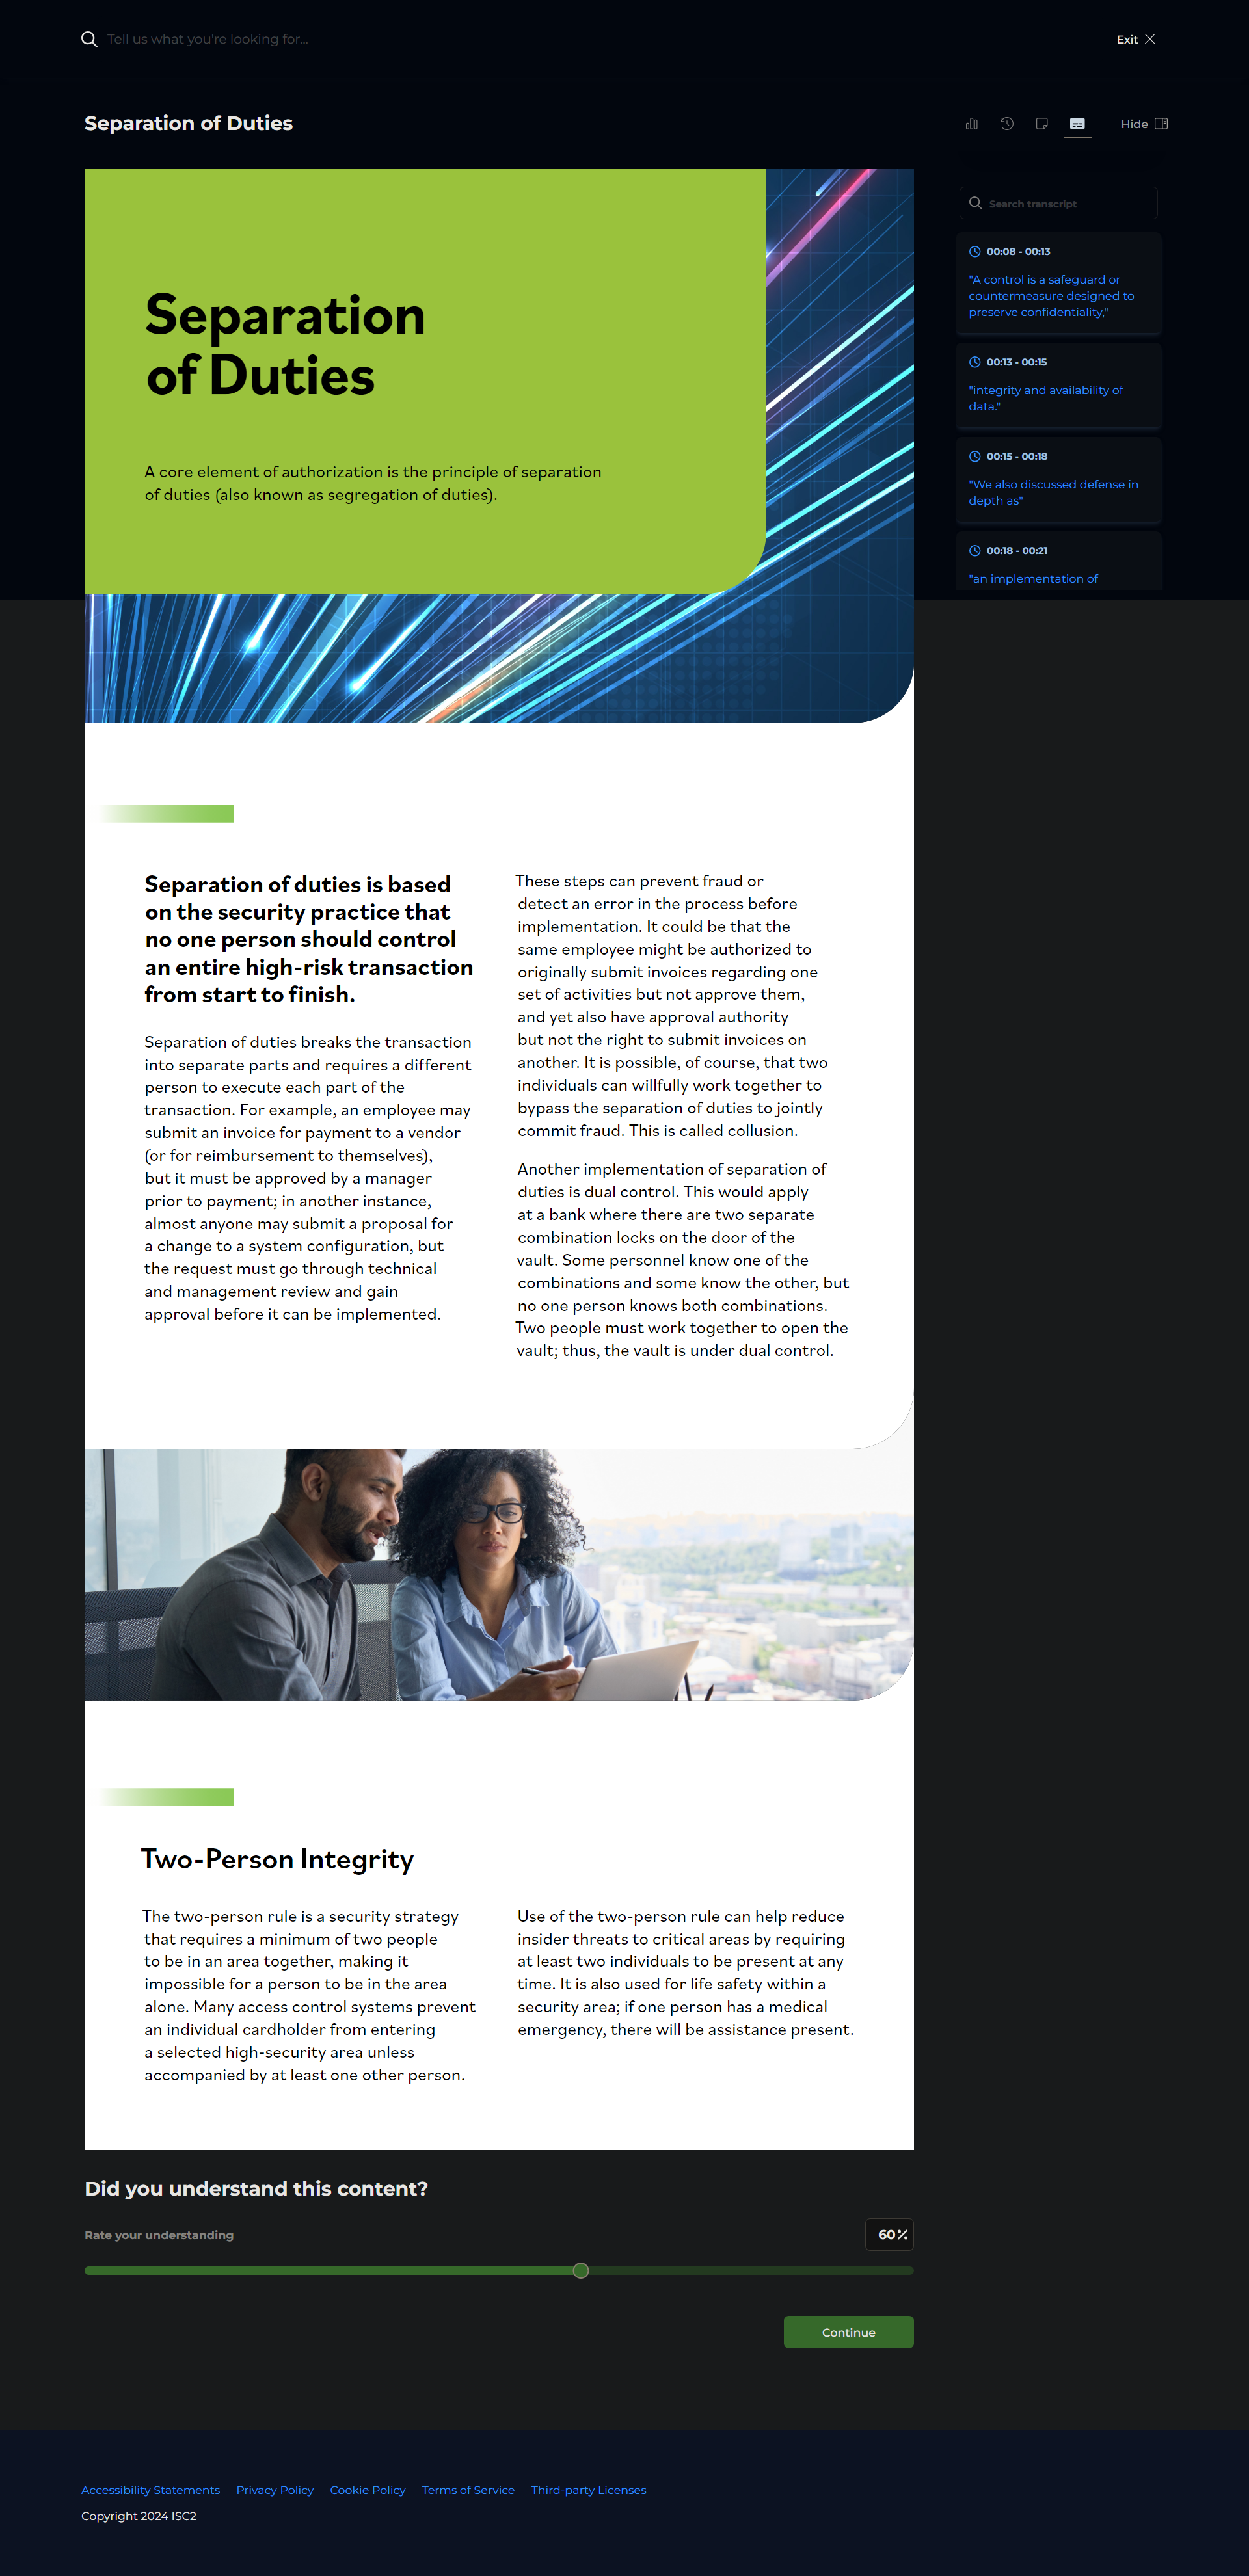 Tell us what you're looking for...
Exit
Separation of Duties
Hide
Search transcript
00:08 - 00:13
"A control is a safeguard or
countermeasure designed to
preserve confidentiality,"
00:13 - 00:15
"integrity and availability of
data."
00:15 - 00:18
"We also discussed defense in
depth as"
00:18 - 00:21
"an implementation of
Separation
of Duties
A core element of authorization is the principle of separation
of duties (also known as segregation of duties).
Separation of duties is based
on the security practice that
no one person should control
an entire high-risk transaction
from start to finish.
Separation of duties breaks the transaction
into separate parts and requires a different
person to execute each part of the
transaction. For example, an employee may
submit an invoice for payment to a vendor
(or for reimbursement to themselves),
but it must be approved by a manager
prior to payment; in another instance,
almost anyone may submit a proposal for
a change to a system configuration, but
the request must go through technical
and management review and gain
approval before it can be implemented.
These steps can prevent fraud or
detect an error in the process before
implementation. It could be that the
same employee might be authorized to
originally submit invoices regarding one
set of activities but not approve them,
and yet also have approval authority
but not the right to submit invoices on
another. It is possible, of course, that two
individuals can willfully work together to
bypass the separation of duties to jointly
commit fraud. This is called collusion.
Another implementation of separation of
duties is dual control. This would apply
at a bank where there are two separate
combination locks on the door of the
vault. Some personnel know one of the
combinations and some know the other, but
no one person knows both combinations.
Two people must work together to open the
vault; thus, the vault is under dual control.
Two-Person Integrity
The two-person rule is a security strategy
that requires a minimum of two people
to be in an area together, making it
impossible for a person to be in the area
alone. Many access control systems prevent
an individual cardholder from entering
a selected high-security area unless
accompanied by at least one other person.
Use of the two-person rule can help reduce
insider threats to critical areas by requiring
at least two individuals to be present at any
time. It is also used for life safety within a
security area; if one person has a medical
emergency, there will be assistance present.
Did you understand this content?
Rate your understanding
60%
Continue
Accessibility Statements Privacy Policy Cookie Policy Terms of Service Third-party Licenses
Copyright 2024 ISC2